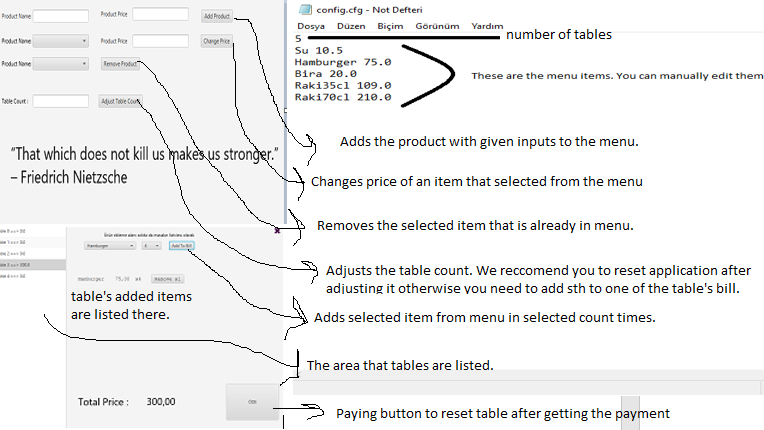 Product Name
Product Price
Add Product
Product Name
Product Price
Change Price
Product Name
Remove Product
Table Count :
Adjust Table Count
"That which does not kill us makes us stronger."
– Friedrich Nietzsche
config.cfg - Not Defteri
Dosya Düzen Biçim Görünüm Yardım
5
Su 10.5
Hamburger 75.0
Bira 20.0
Raki35cl 109.0
Raki70cl 210.0
number of tables
These are the menu items. You can manually edit them
Adds the product with given inputs to the menu.
Changes price of an item that selected from the menu
Removes the selected item that is already in menu.
Adjusts the table count. We reccomend you to reset application after
adjusting it otherwise you need to add sth to one of the table's bill.
Adds selected item from menu in selected count times.
The area that tables are listed.
Paying button to reset table after getting the payment
x
Hamburger
Add To Bill
Hamburger 75,00 x4
table's added items
are listed there.
Total Price : 300,00